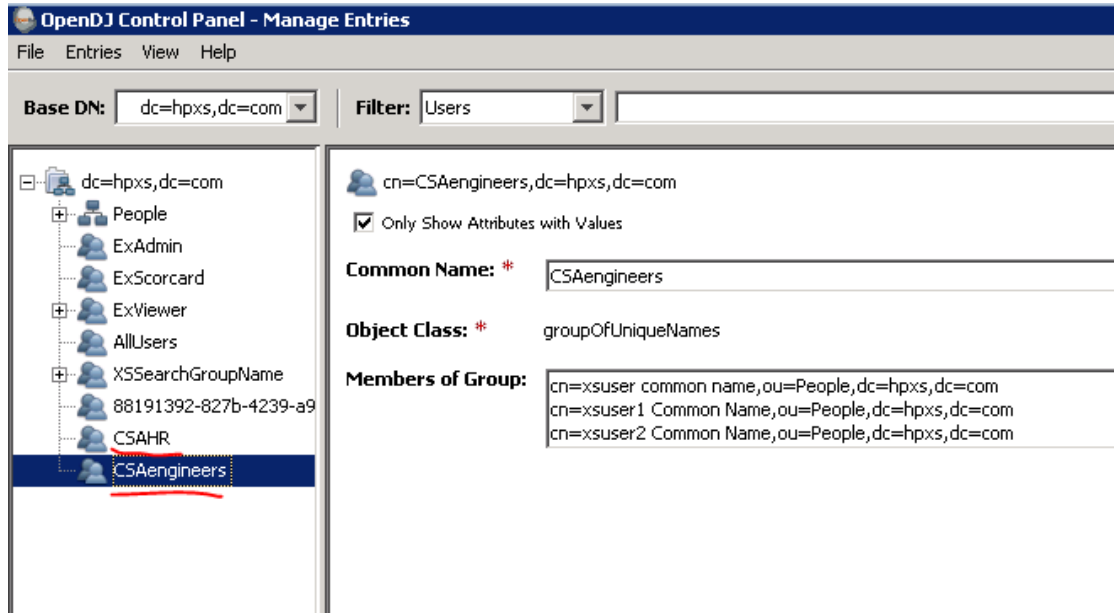 OpenDJ Control Panel - Manage Entries
File Entries View Help
Base DN: dc=hpxs,dc=com Filter: Users
dc=hpxs,dc=com
People
ExAdmin
ExScorcard
ExViewer
AllUsers
XSSearchGroupName
88191392-827b-4239-a9
CSAHR
CSAengineers
cn=CSAengineers,dc=hpxs,dc=com
Only Show Attributes with Values
Common Name: * CSAengineers
Object Class: * groupOfUniqueNames
Members of Group: cn=xsuser common name,ou=People,dc=hpxs,dc=com
cn=xsuser1 Common Name,ou=People,dc=hpxs,dc=com
cn=xsuser2 Common Name,ou=People,dc=hpxs,dc=com